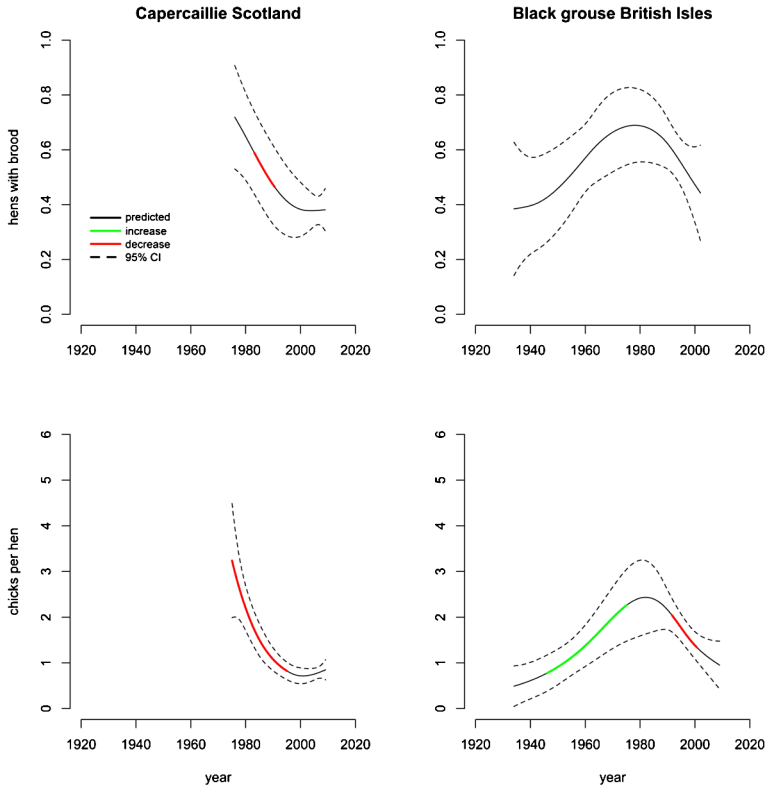 Capercaillie Scotland
Black grouse British Isles
hens with brood
1.0
0.8
0.6
0.4
0.2
0.0
predicted
increase
decrease
95% CI
1920 1940 1960 1980 2000 2020
1.0
0.8
0.6
0.4
0.2
0.0
1920 1940 1960 1980 2000 2020
chicks per hen
6
5
4
3
2
1
0
1920 1940 1960 1980 2000 2020
year
6
5
4
3
2
1
0
1920 1940 1960 1980 2000 2020
year